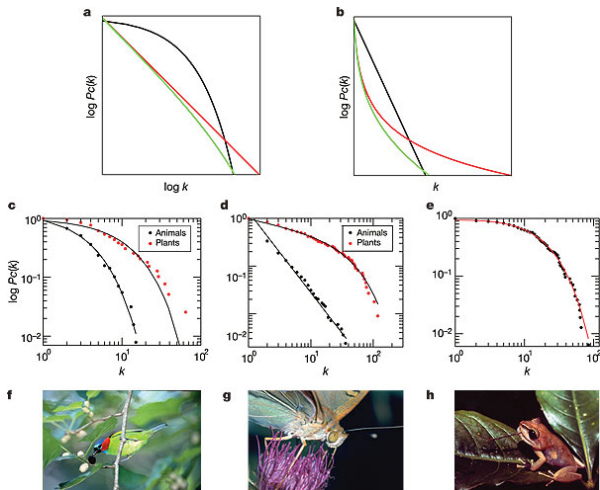 a
b
log Pc(k)
log Pc(k)
log k
k
c
d
e
10⁰
10⁻¹
10⁻²
Animals
Plants
10⁰
10⁻¹
10⁻²
Animals
Plants
10⁰
10⁻¹
10⁻²
log Pc(k)
10⁰ 10¹ 10²
10⁰ 10¹ 10²
10⁰ 10¹ 10²
k
k
k
f
g
h